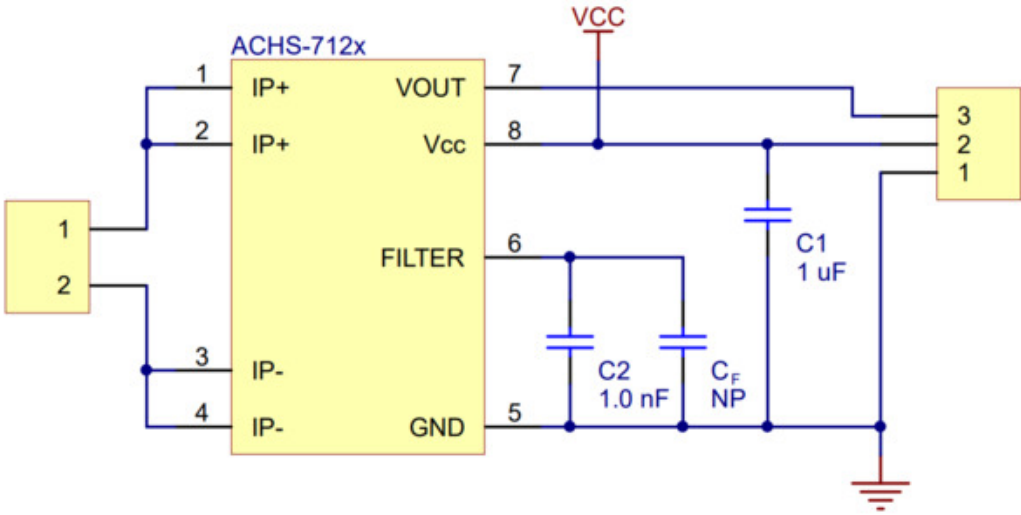 VCC
ACHS-712x
1 IP+ VOUT 7
3
2 IP+ Vcc 8
2
1
1
FILTER 6
C1
1 uF
2
3 IP-
C2
1.0 nF
CF
NP
4 IP- GND 5